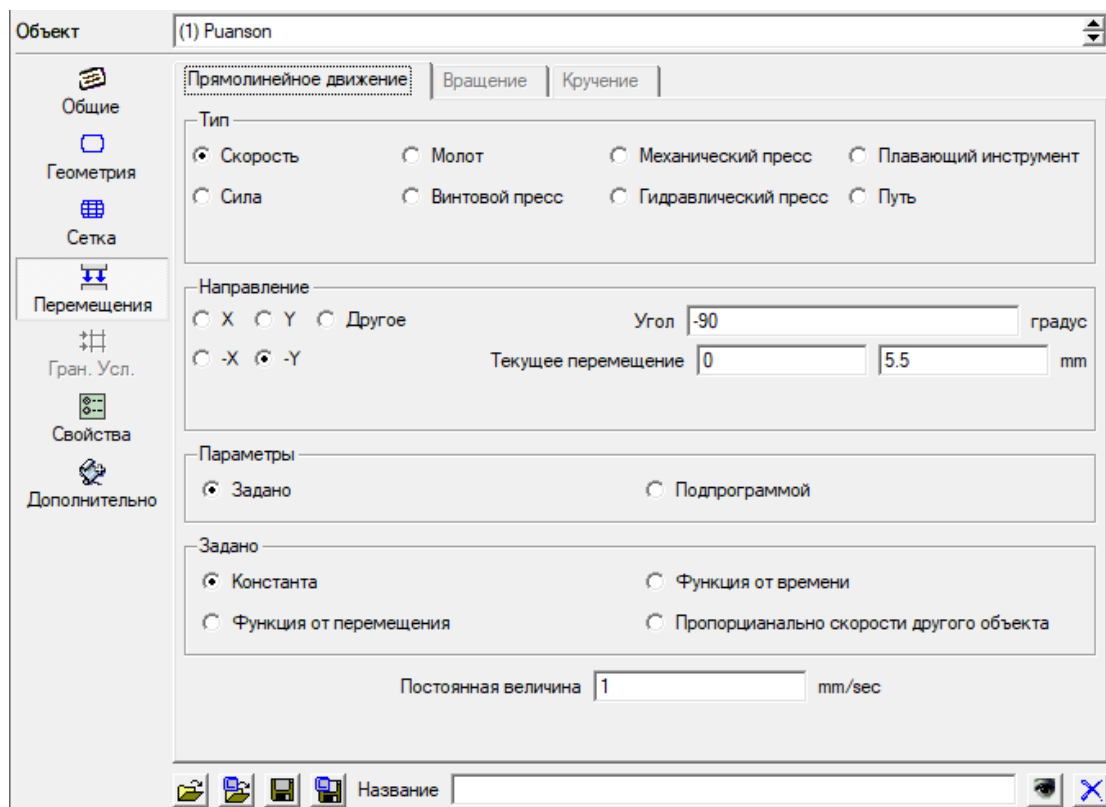 Объект (1) Puanson
Общие
Геометрия
Сетка
Перемещения
Гран. Усл.
Свойства
Дополнительно
Прямолинейное движение Вращение Кручение
Тип
Скорость Молот Механический пресс Плавающий инструмент
Сила Винтовой пресс Гидравлический пресс Путь
Направление
X Y Другое Угол -90 градус
-X -Y Текущее перемещение 0 5.5 mm
Параметры
Задано Подпрограммой
Задано
Константа Функция от времени
Функция от перемещения Пропорцианально скорости другого объекта
Постоянная величина 1 mm/sec
Название